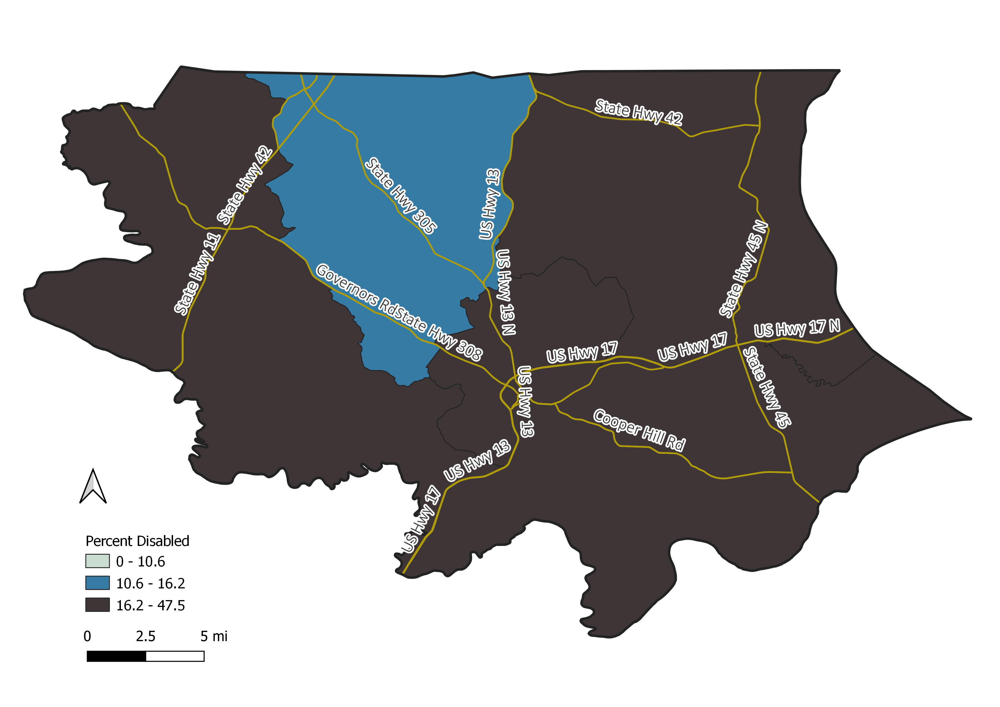 State Hwy 42
State Hwy 42
State Hwy 305
US Hwy 13
State Hwy 11
State Hwy 45 N
US Hwy 13 N
Governors Rd
State Hwy 308
US Hwy 17 N
US Hwy 17
US Hwy 17
State Hwy 45
US Hwy 13
Cooper Hill Rd
US Hwy 13
US Hwy 17
Percent Disabled
0 - 10.6
10.6 - 16.2
16.2 - 47.5
0 2.5 5 mi